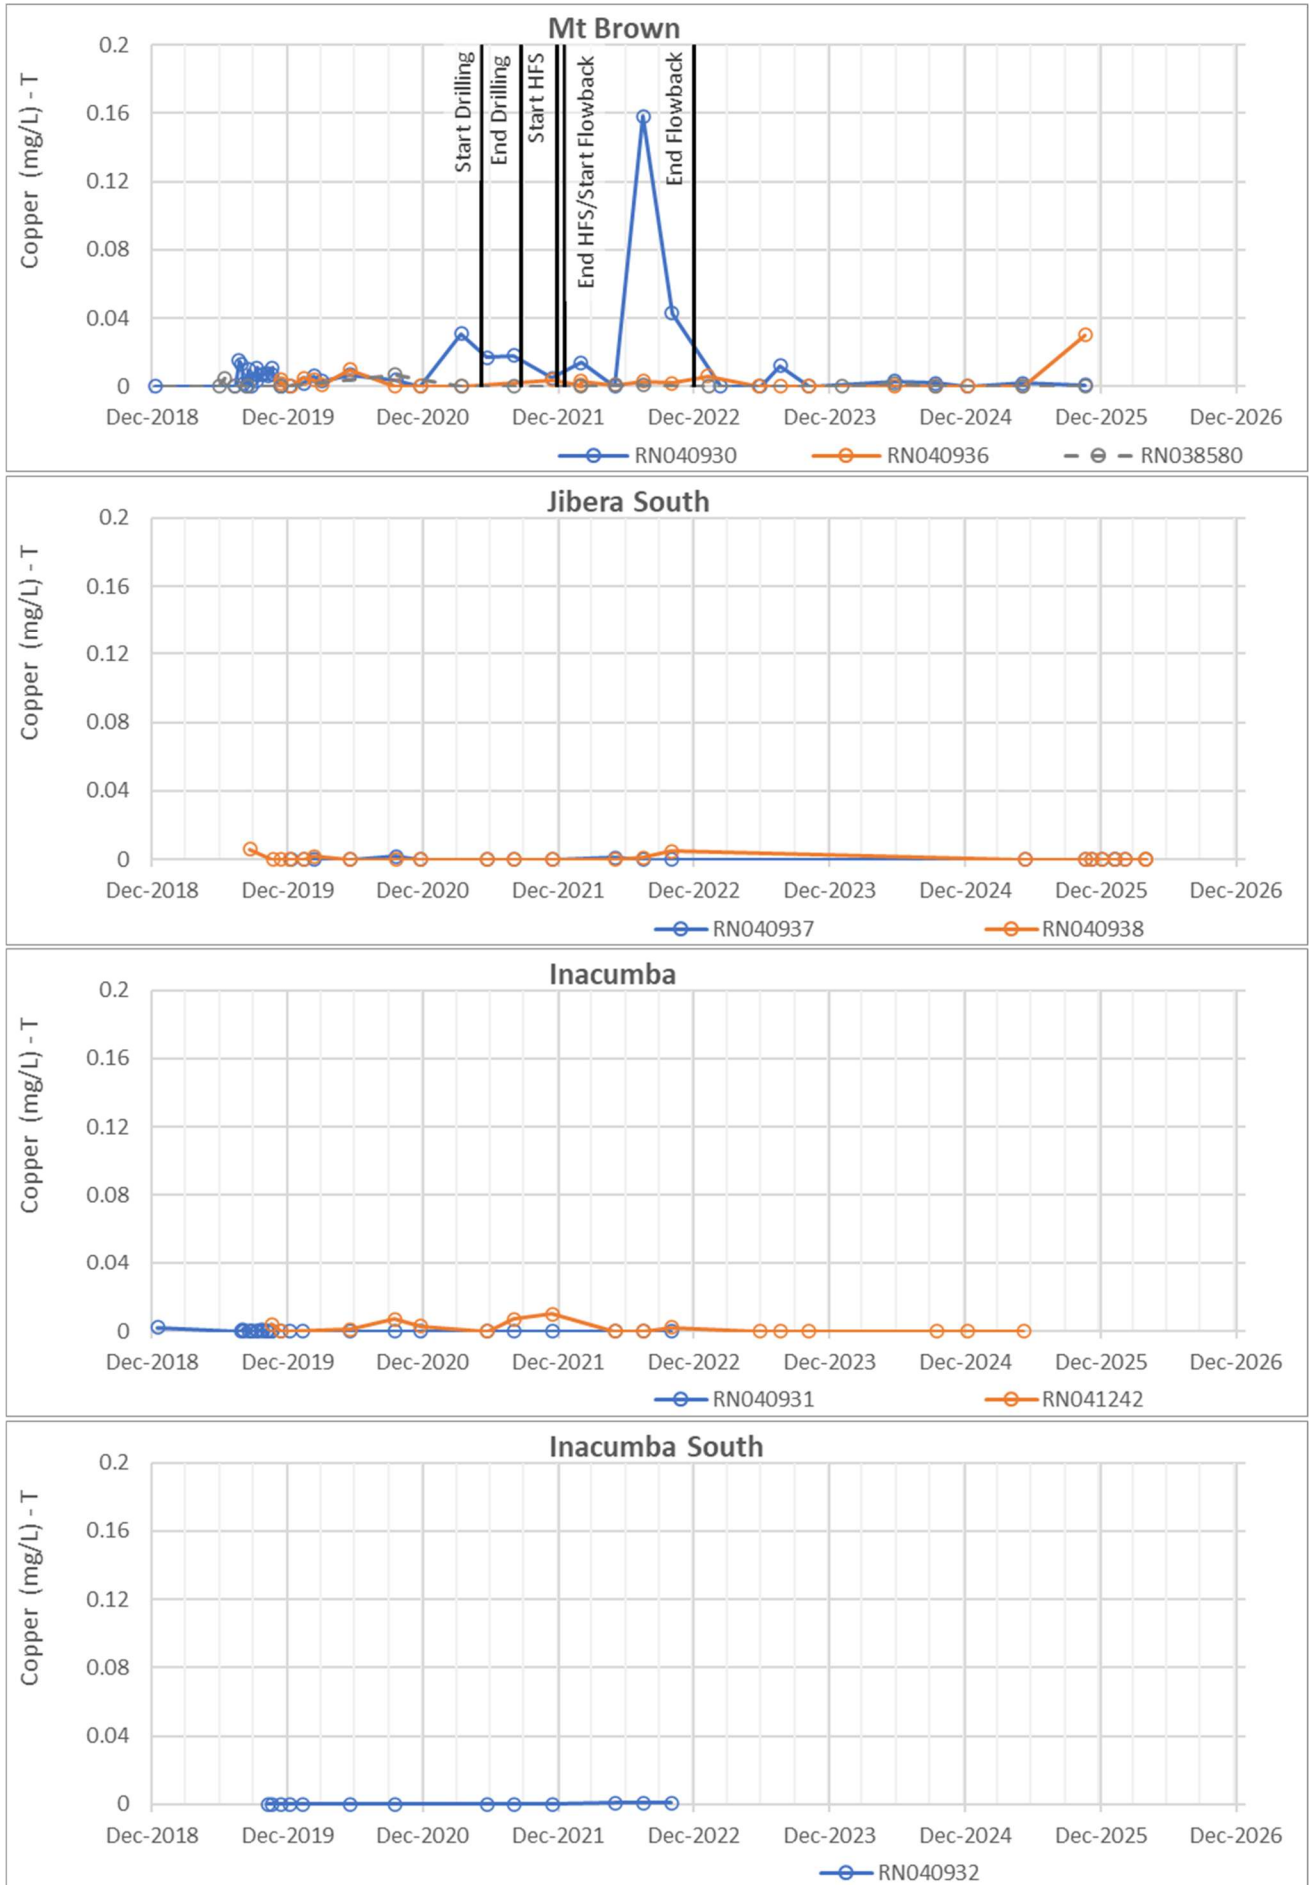 Mt Brown
Copper (mg/L) - T
0.2
0.16
0.12
0.08
0.04
0
Start Drilling
End Drilling
Start HFS
End HFS/Start Flowback
End Flowback
Dec-2018 Dec-2019 Dec-2020 Dec-2021 Dec-2022 Dec-2023 Dec-2024 Dec-2025 Dec-2026
RN040930 RN040936 RN038580
Jibera South
Copper (mg/L) - T
0.2
0.16
0.12
0.08
0.04
0
Dec-2018 Dec-2019 Dec-2020 Dec-2021 Dec-2022 Dec-2023 Dec-2024 Dec-2025 Dec-2026
RN040937 RN040938
Inacumba
Copper (mg/L) - T
0.2
0.16
0.12
0.08
0.04
0
Dec-2018 Dec-2019 Dec-2020 Dec-2021 Dec-2022 Dec-2023 Dec-2024 Dec-2025 Dec-2026
RN040931 RN041242
Inacumba South
Copper (mg/L) - T
0.2
0.16
0.12
0.08
0.04
0
Dec-2018 Dec-2019 Dec-2020 Dec-2021 Dec-2022 Dec-2023 Dec-2024 Dec-2025 Dec-2026
RN040932